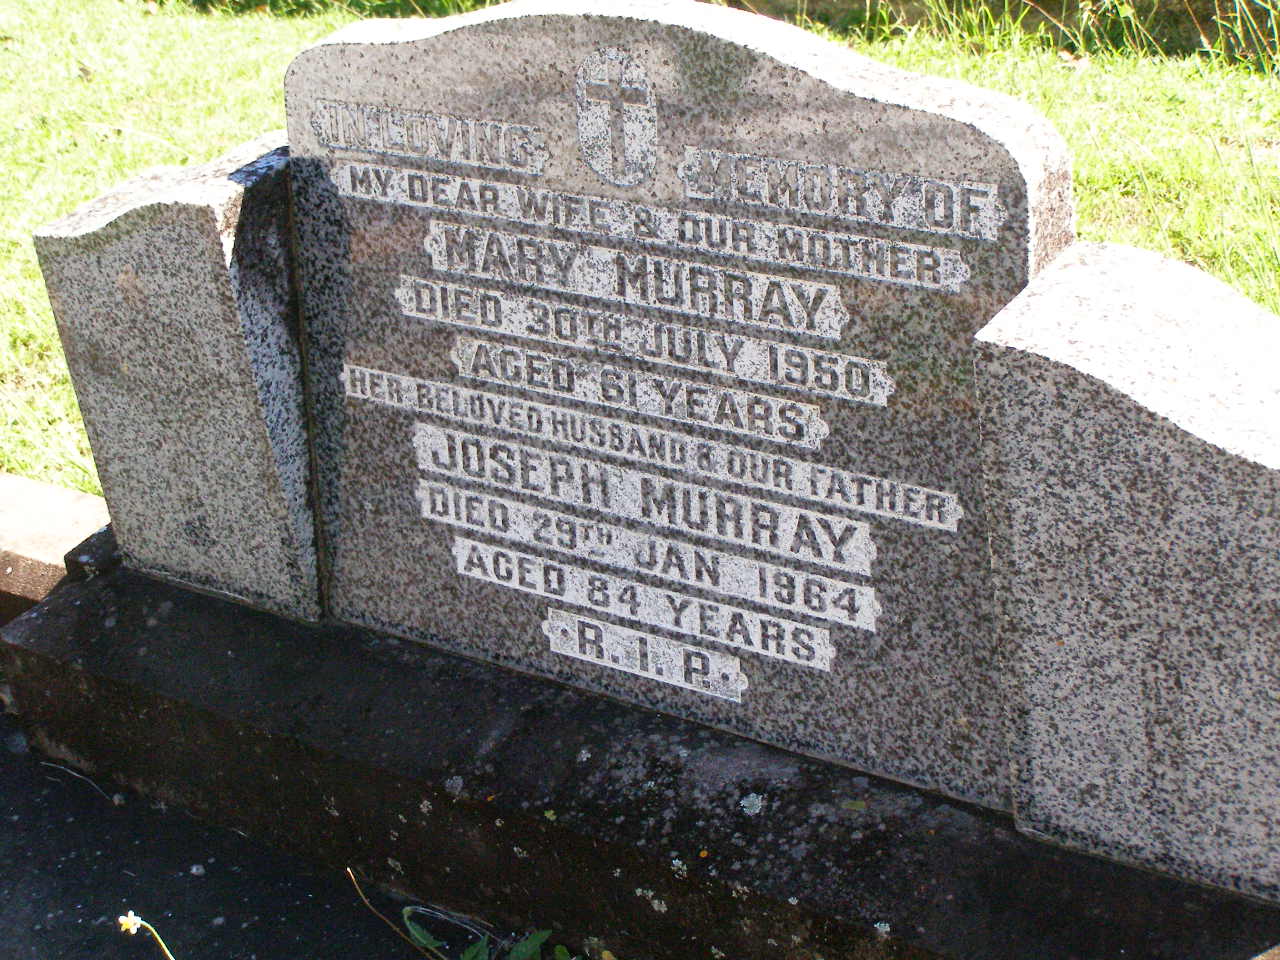 IN LOVING MEMORY OF
MY DEAR WIFE & OUR MOTHER
MARY MURRAY
DIED 30TH JULY 1950
AGED 61 YEARS
HER BELOVED HUSBAND & OUR FATHER
JOSEPH MURRAY
DIED 29TH JAN 1964
AGED 84 YEARS
· R. I. P. ·